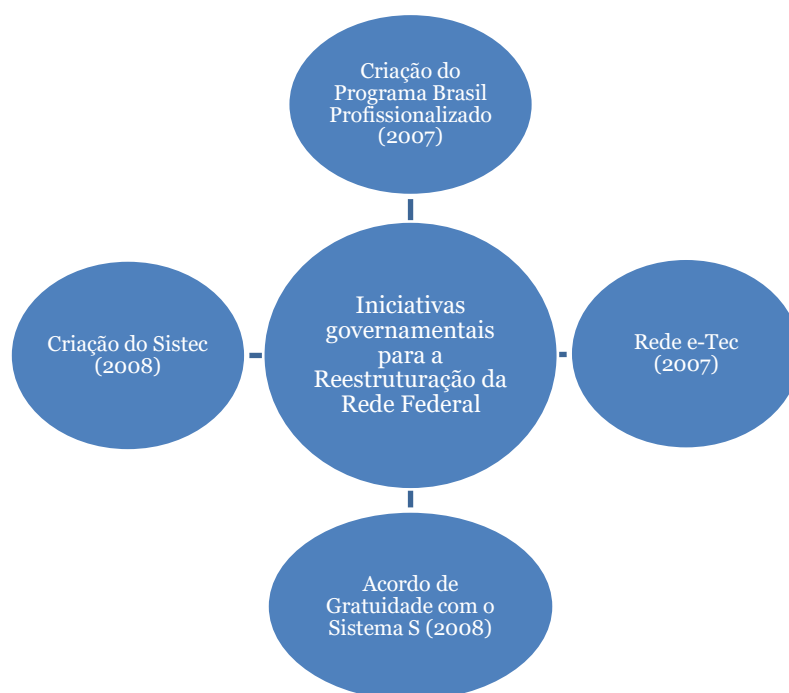 Criação do
Programa Brasil
Profissionalizado
(2007)
Iniciativas
governamentais
para a
Reestruturação da
Rede Federal
Criação do Sistec
(2008)
Rede e-Tec
(2007)
Acordo de
Gratuidade com o
Sistema S (2008)